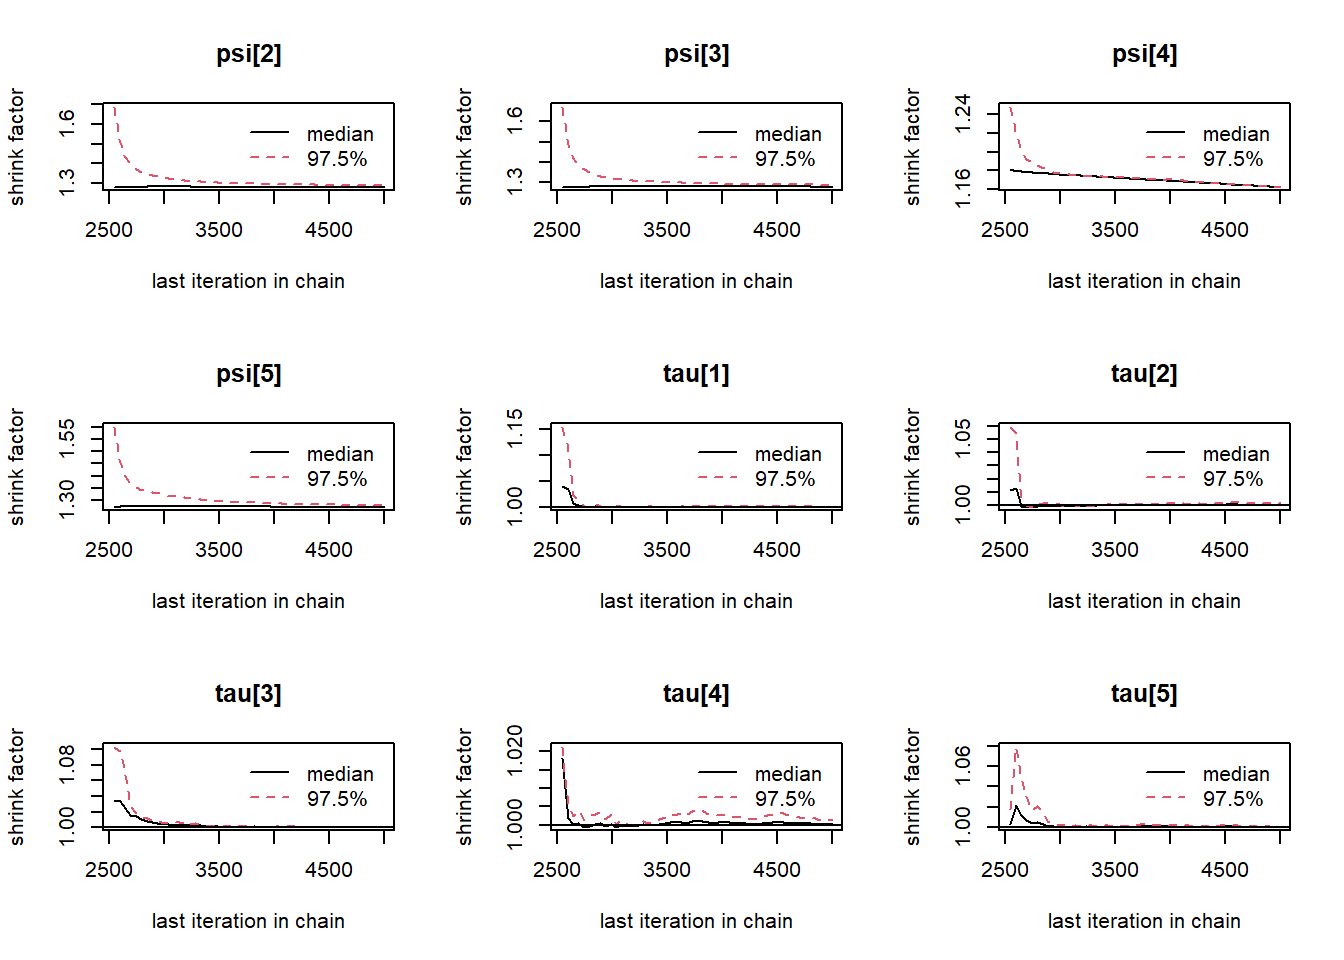 psi[2]
shrink factor
1.3 1.6
median
97.5%
2500 3500 4500
last iteration in chain
psi[3]
shrink factor
1.3 1.6
median
97.5%
2500 3500 4500
last iteration in chain
psi[4]
shrink factor
1.16 1.24
median
97.5%
2500 3500 4500
last iteration in chain
psi[5]
shrink factor
1.30 1.55
median
97.5%
2500 3500 4500
last iteration in chain
tau[1]
shrink factor
1.00 1.15
median
97.5%
2500 3500 4500
last iteration in chain
tau[2]
shrink factor
1.00 1.05
median
97.5%
2500 3500 4500
last iteration in chain
tau[3]
shrink factor
1.00 1.08
median
97.5%
2500 3500 4500
last iteration in chain
tau[4]
shrink factor
1.000 1.020
median
97.5%
2500 3500 4500
last iteration in chain
tau[5]
shrink factor
1.00 1.06
median
97.5%
2500 3500 4500
last iteration in chain